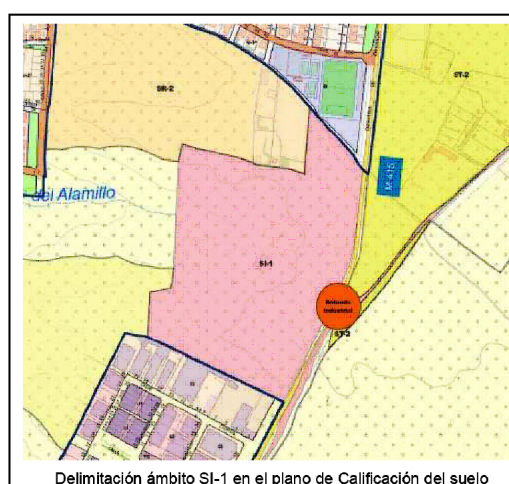 SR-2
ST-2
M-415
del Alamillo
SI-1
Rotonda
Industrial
ST-2
Delimitación ámbito SI-1 en el plano de Calificación del suelo